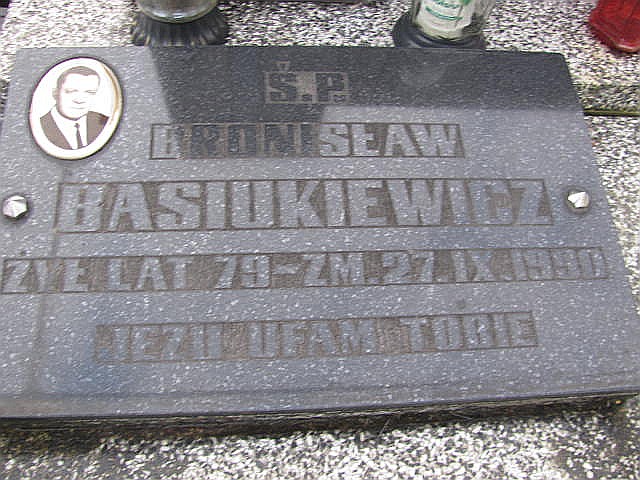 Ś.P.
BRONISŁAW
BASIUKIEWICZ
ŻYŁ LAT 79-ZM.27.IX.1990
JEZU UFAM TOBIE